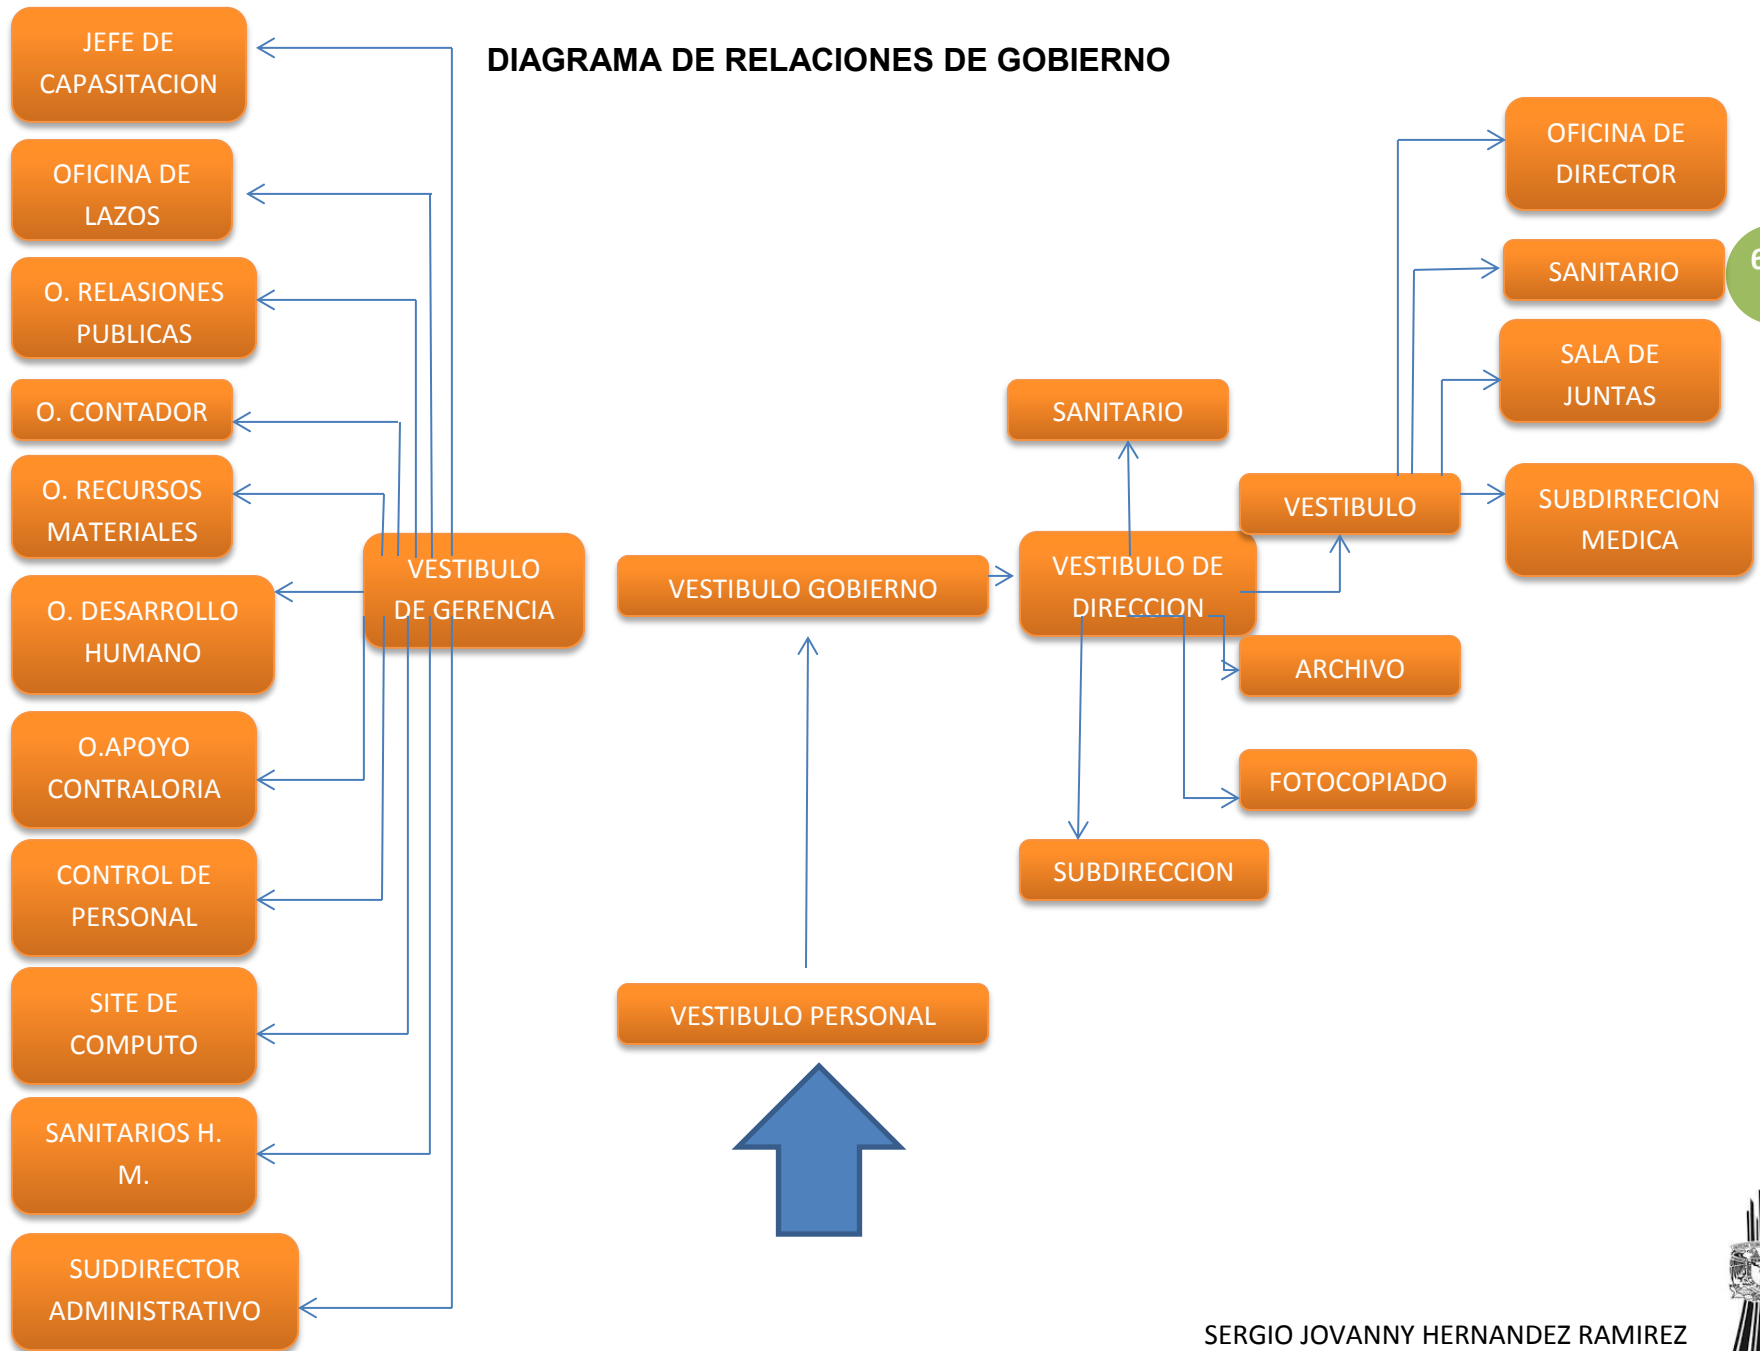 DIAGRAMA DE RELACIONES DE GOBIERNO
JEFE DE
CAPASITACION
OFICINA DE
LAZOS
O. RELASIONES
PUBLICAS
O. CONTADOR
O. RECURSOS
MATERIALES
O. DESARROLLO
HUMANO
O.APOYO
CONTRALORIA
CONTROL DE
PERSONAL
SITE DE
COMPUTO
SANITARIOS H.
M.
SUDDIRECTOR
ADMINISTRATIVO
VESTIBULO
DE GERENCIA
VESTIBULO GOBIERNO
VESTIBULO PERSONAL
SANITARIO
VESTIBULO DE
DIRECCION
SUBDIRECCION
VESTIBULO
ARCHIVO
FOTOCOPIADO
OFICINA DE
DIRECTOR
SANITARIO
6
SALA DE
JUNTAS
SUBDIRRECION
MEDICA
SERGIO JOVANNY HERNANDEZ RAMIREZ